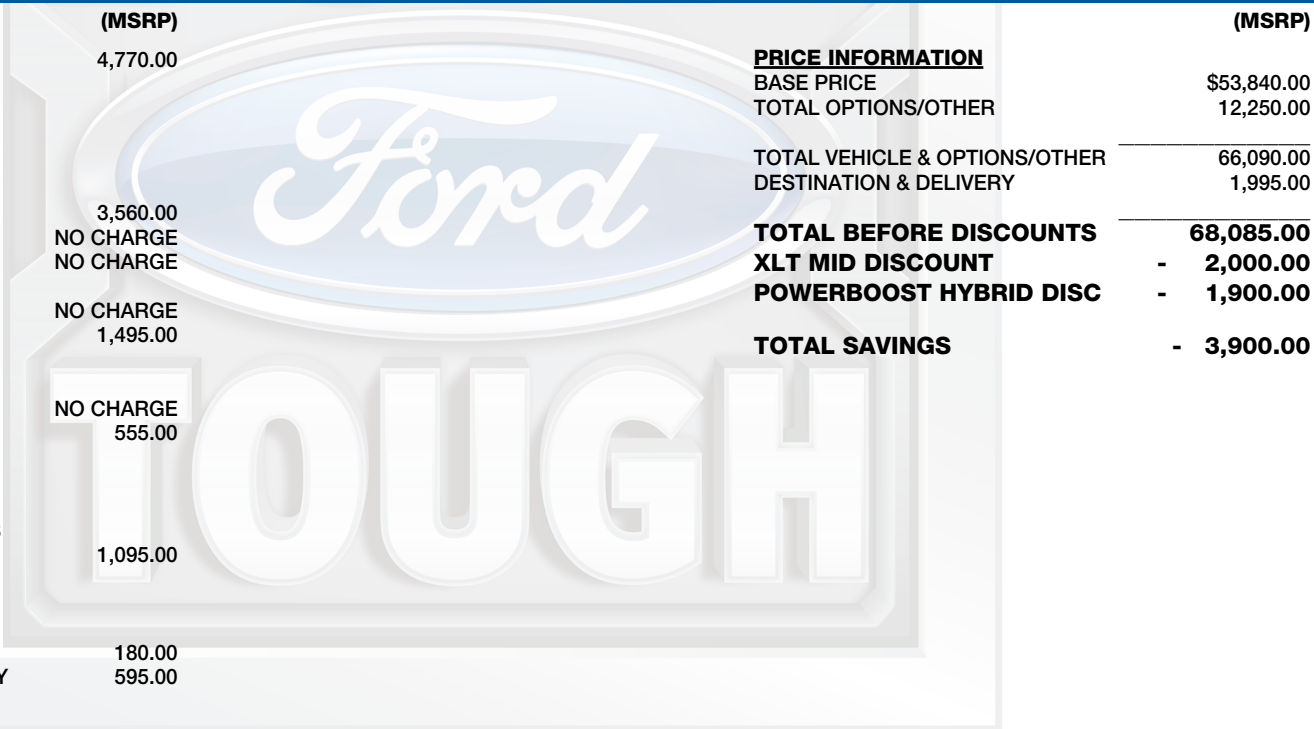 (MSRP)
4,770.00
3,560.00
NO CHARGE
NO CHARGE
NO CHARGE
1,495.00
NO CHARGE
555.00
1,095.00
180.00
Y 595.00
Ford
TOUGH
(MSRP)
PRICE INFORMATION
BASE PRICE $53,840.00
TOTAL OPTIONS/OTHER 12,250.00
TOTAL VEHICLE & OPTIONS/OTHER 66,090.00
DESTINATION & DELIVERY 1,995.00
TOTAL BEFORE DISCOUNTS 68,085.00
XLT MID DISCOUNT - 2,000.00
POWERBOOST HYBRID DISC - 1,900.00
TOTAL SAVINGS - 3,900.00